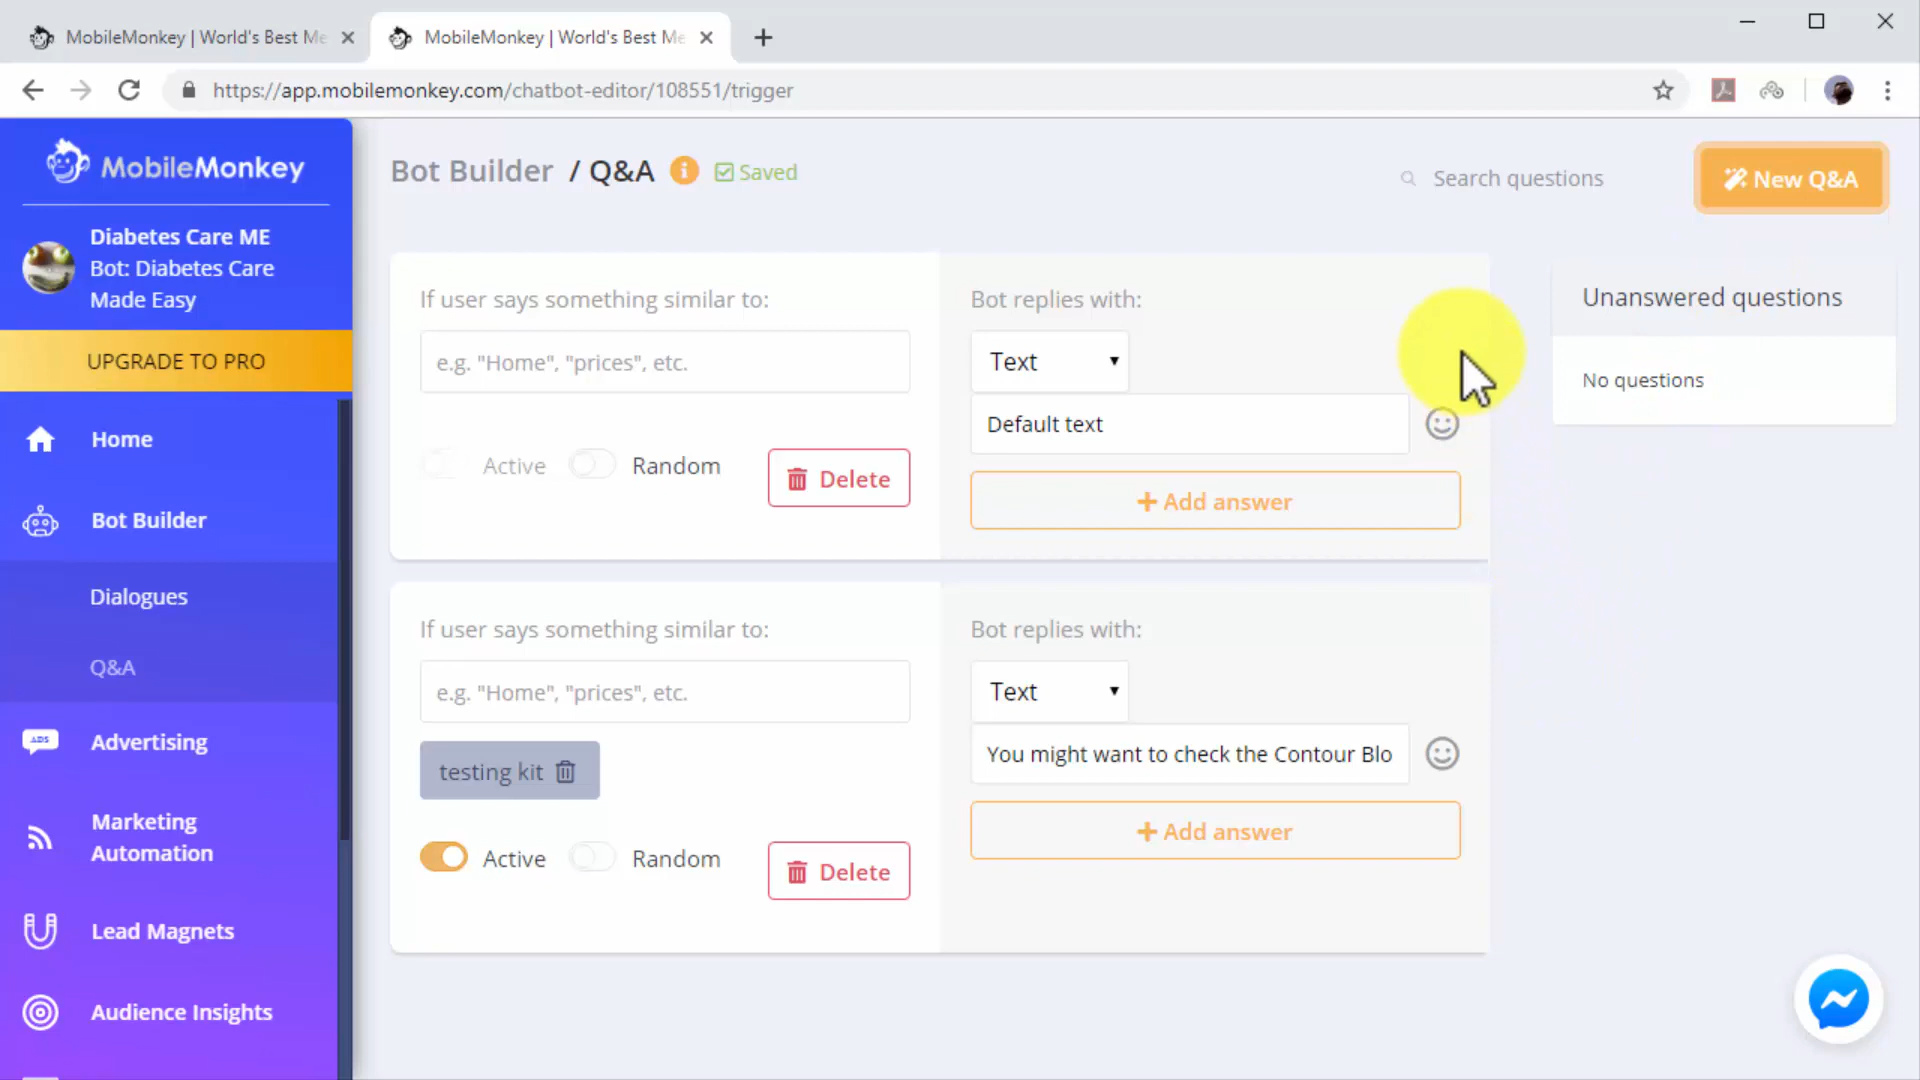 MobileMonkey | World's Best Me
MobileMonkey | World's Best Me
https://app.mobilemonkey.com/chatbot-editor/108551/trigger
MobileMonkey
Diabetes Care ME
Bot: Diabetes Care
Made Easy
UPGRADE TO PRO
Home
Bot Builder
Dialogues
Q&A
ADS
Advertising
Marketing
Automation
Lead Magnets
Audience Insights
Bot Builder / Q&A
Saved
Search questions
New Q&A
If user says something similar to:
e.g. "Home", "prices", etc.
Active
Random
Delete
Bot replies with:
Text
Default text
+ Add answer
If user says something similar to:
e.g. "Home", "prices", etc.
testing kit
Active
Random
Delete
Bot replies with:
Text
You might want to check the Contour Blo
+ Add answer
Unanswered questions
No questions